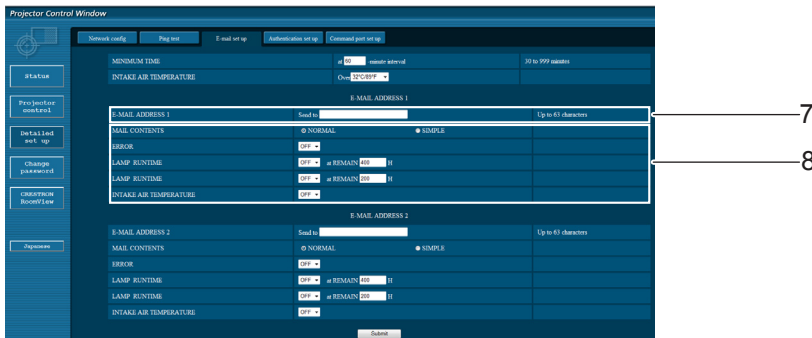 Projector Control Window
Network config Ping test E-mail set up Authentication set up Command port set up
MINIMUM TIME at 60 -minute interval 30 to 999 minutes
INTAKE AIR TEMPERATURE Over 32°C/89°F
E-MAIL ADDRESS 1
E-MAIL ADDRESS 1 Send to Up to 63 characters 7
MAIL CONTENTS NORMAL SIMPLE
ERROR OFF
LAMP RUNTIME OFF at REMAIN 400 H 8
LAMP RUNTIME OFF at REMAIN 200 H
INTAKE AIR TEMPERATURE OFF
E-MAIL ADDRESS 2
E-MAIL ADDRESS 2 Send to Up to 63 characters
MAIL CONTENTS NORMAL SIMPLE
ERROR OFF
LAMP RUNTIME OFF at REMAIN 400 H
LAMP RUNTIME OFF at REMAIN 200 H
INTAKE AIR TEMPERATURE OFF
Submit
Status
Projector
control
Detailed
set up
Change
password
CRESTRON
RoomView
Japanese